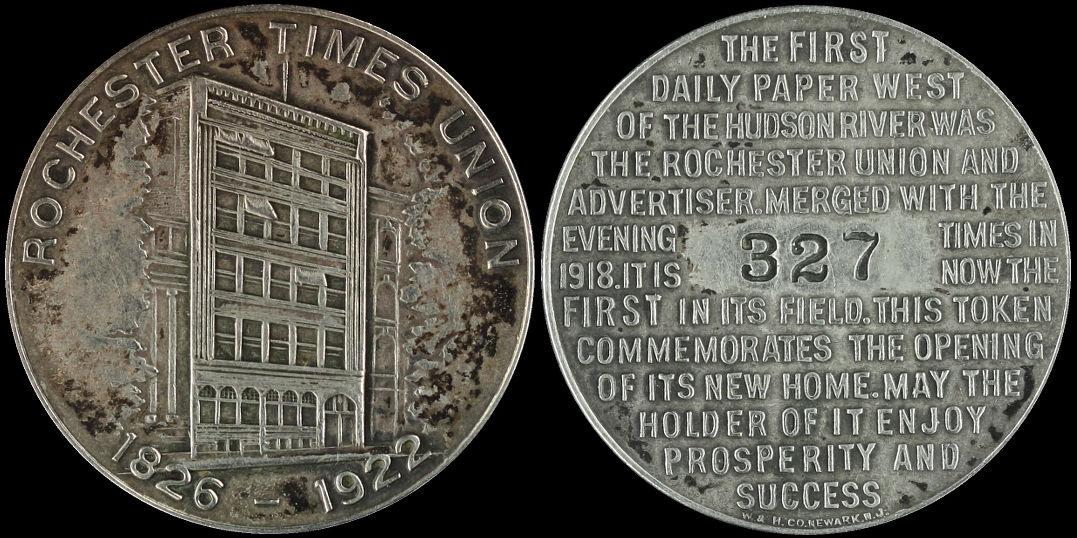 ROCHESTER TIMES UNION
1826 - 1922
THE FIRST
DAILY PAPER WEST
OF THE HUDSON RIVER WAS
THE ROCHESTER UNION AND
ADVERTISER. MERGED WITH THE
EVENING TIMES IN
327
1918. IT IS NOW THE
FIRST IN ITS FIELD. THIS TOKEN
COMMEMORATES THE OPENING
OF ITS NEW HOME. MAY THE
HOLDER OF IT ENJOY
PROSPERITY AND
SUCCESS
W. & H. CO. NEWARK. N. J.